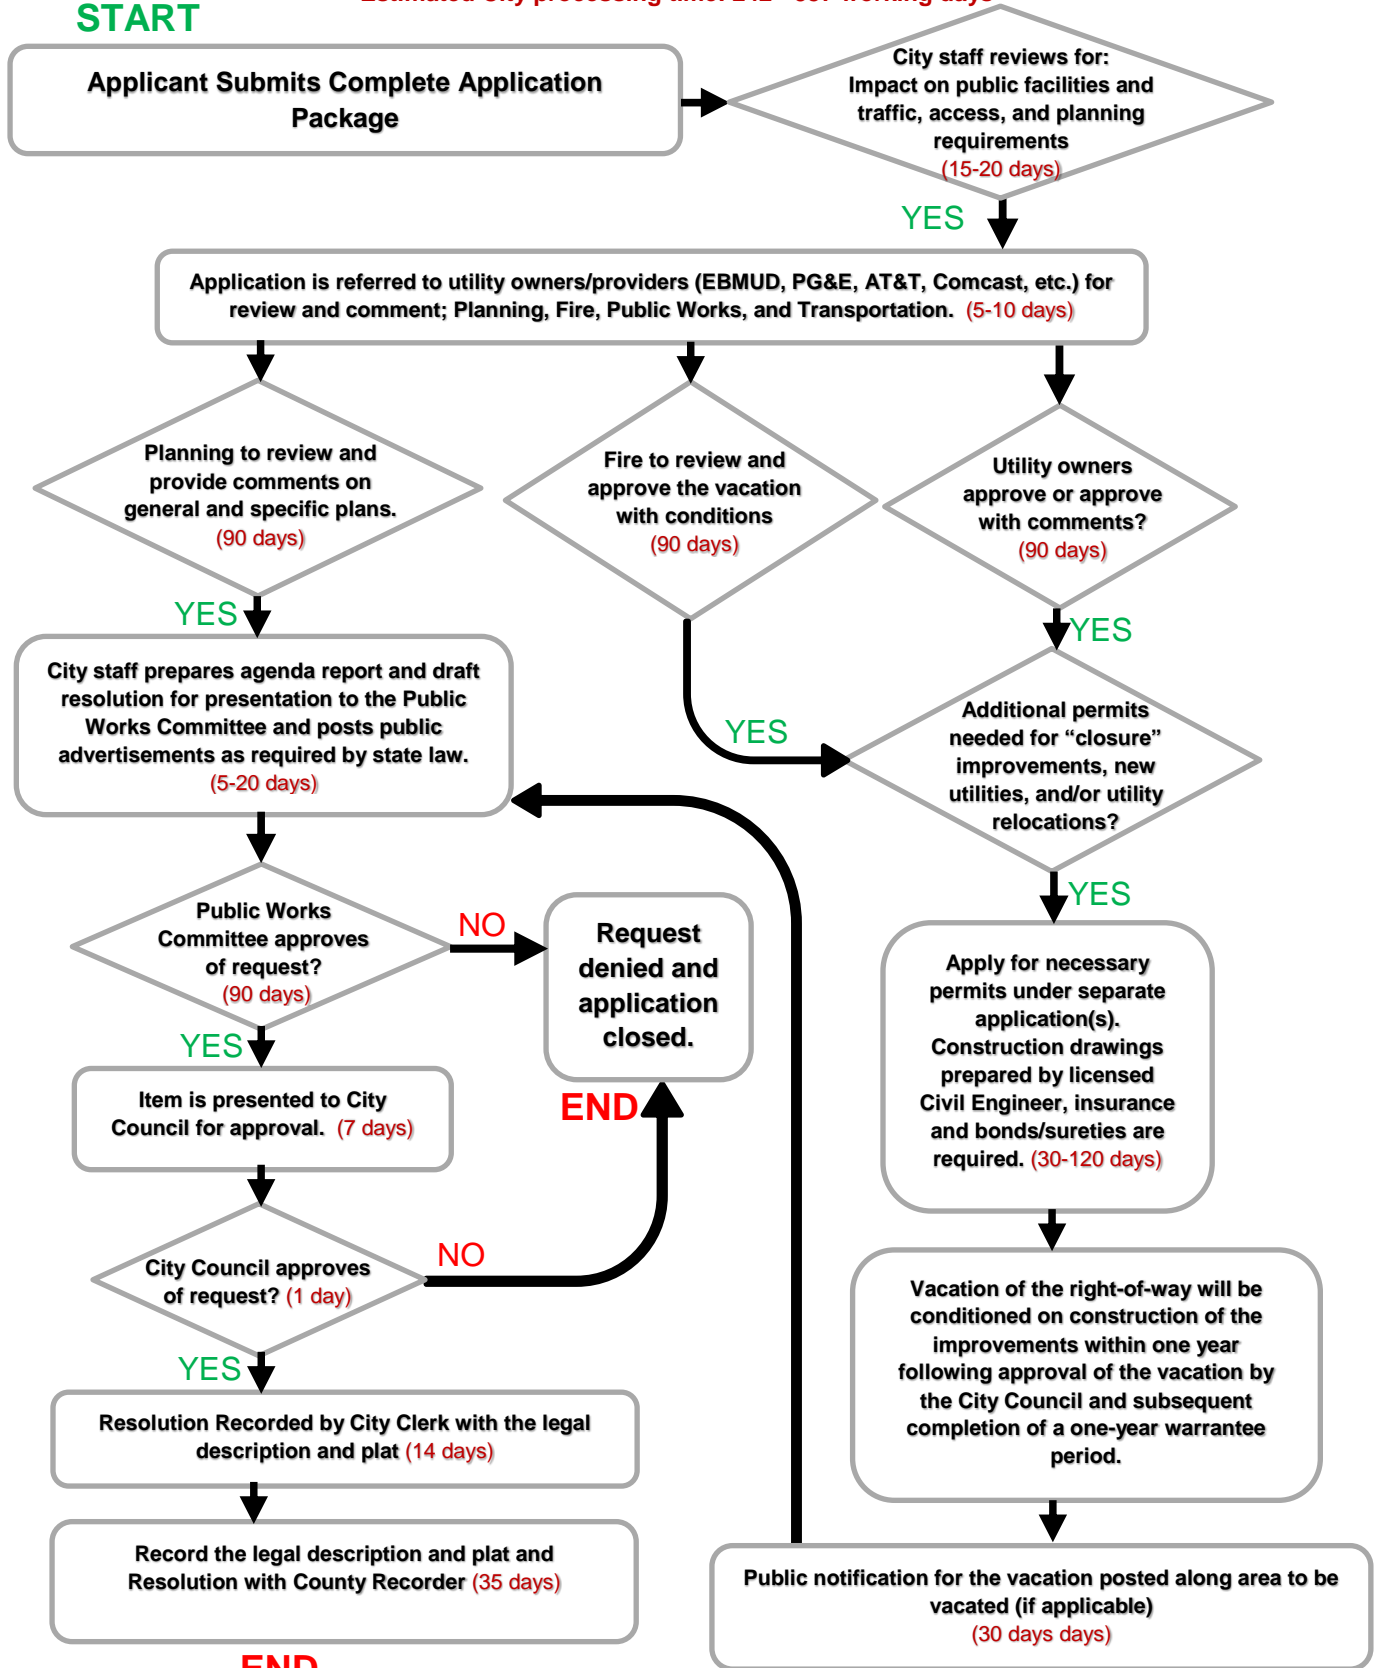 START
Applicant Submits Complete Application
Package
City staff reviews for:
Impact on public facilities and
traffic, access, and planning
requirements
(15-20 days)
YES
Application is referred to utility owners/providers (EBMUD, PG&E, AT&T, Comcast, etc.) for
review and comment; Planning, Fire, Public Works, and Transportation. (5-10 days)
Planning to review and
provide comments on
general and specific plans.
(90 days)
Fire to review and
approve the vacation
with conditions
(90 days)
Utility owners
approve or approve
with comments?
(90 days)
YES
YES
City staff prepares agenda report and draft
resolution for presentation to the Public
Works Committee and posts public
advertisements as required by state law.
(5-20 days)
YES
Additional permits
needed for “closure”
improvements, new
utilities, and/or utility
relocations?
YES
Public Works
Committee approves
of request?
(90 days)
NO
Request
denied and
application
closed.
END
YES
Item is presented to City
Council for approval. (7 days)
Apply for necessary
permits under separate
application(s).
Construction drawings
prepared by licensed
Civil Engineer, insurance
and bonds/sureties are
required. (30-120 days)
City Council approves
of request? (1 day)
NO
YES
Vacation of the right-of-way will be
conditioned on construction of the
improvements within one year
following approval of the vacation by
the City Council and subsequent
completion of a one-year warrantee
period.
Resolution Recorded by City Clerk with the legal
description and plat (14 days)
Record the legal description and plat and
Resolution with County Recorder (35 days)
Public notification for the vacation posted along area to be
vacated (if applicable)
(30 days days)
END